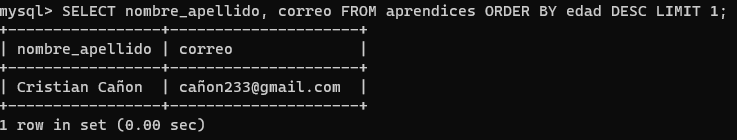 mysql> SELECT nombre_apellido, correo FROM aprendices ORDER BY edad DESC LIMIT 1;
+-----------------+--------------------+
| nombre_apellido | correo             |
+-----------------+--------------------+
| Cristian Cañon  | cañon233@gmail.com  |
+-----------------+--------------------+
1 row in set (0.00 sec)